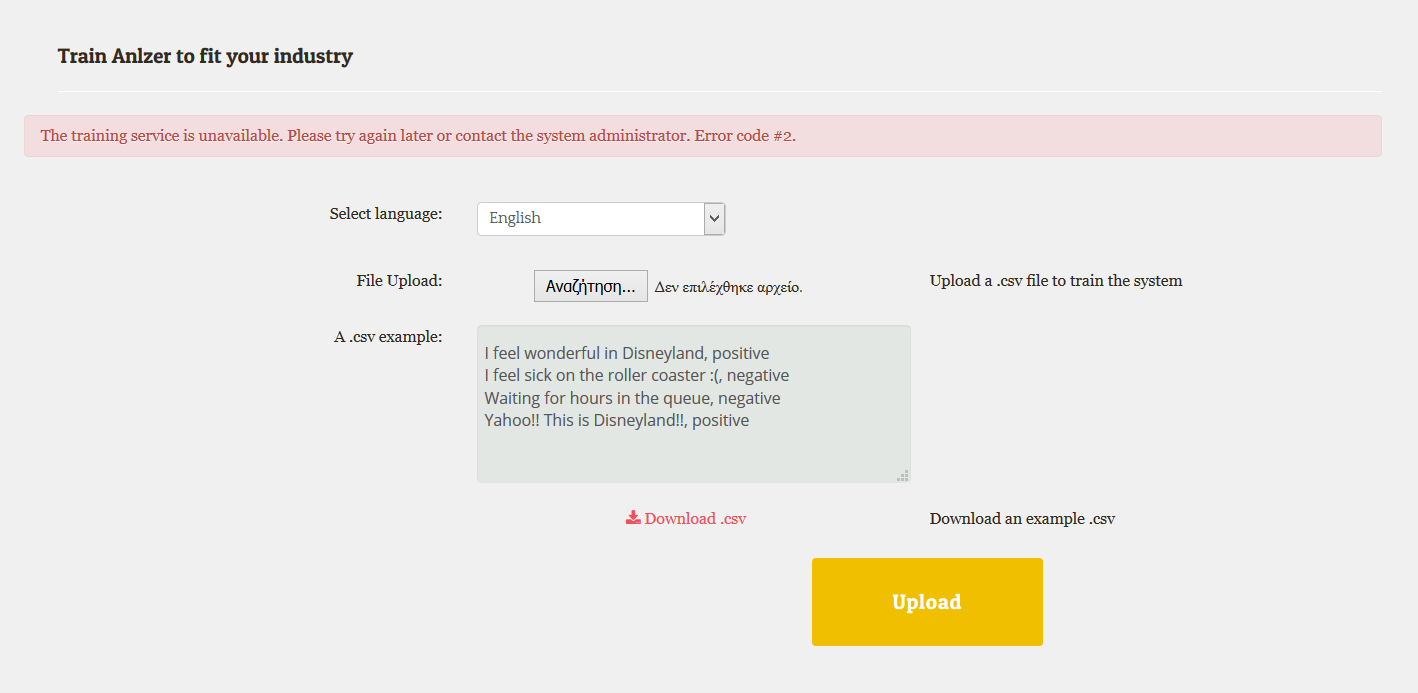 Train Anlzer to fit your industry
The training service is unavailable. Please try again later or contact the system administrator. Error code #2.
Select language: English
File Upload: Αναζήτηση... Δεν επιλέχθηκε αρχείο. Upload a .csv file to train the system
A .csv example:
I feel wonderful in Disneyland, positive
I feel sick on the roller coaster :(, negative
Waiting for hours in the queue, negative
Yahoo!! This is Disneyland!!, positive
Download .csv Download an example .csv
Upload